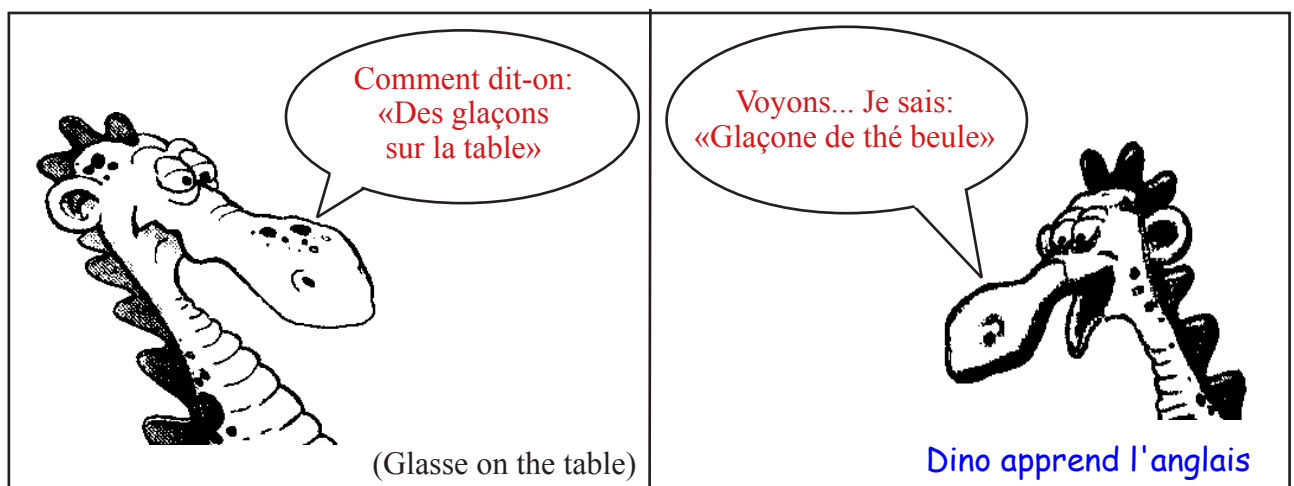 Comment dit-on:
«Des glaçons
sur la table»
(Glasse on the table)
Voyons... Je sais:
«Glaçone de thé beule»
Dino apprend l'anglais